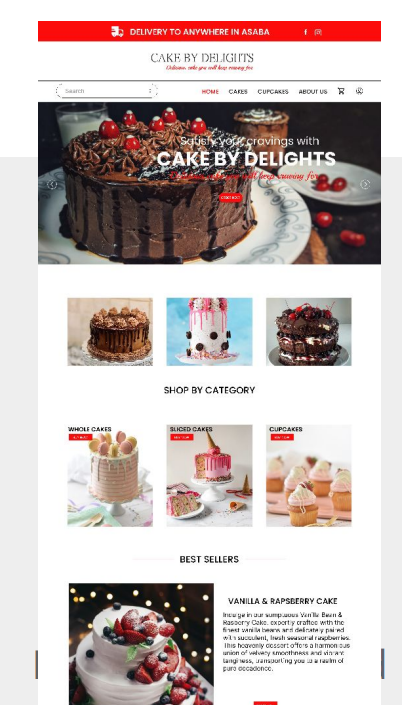 DELIVERY TO ANYWHERE IN ASABA
CAKE BY DELIGHTS
Delicious cake you will keep craving for
Search
HOME CAKES CUPCAKES ABOUT US
Satisfy your cravings with
CAKE BY DELIGHTS
Delicious cake you will keep craving for
SHOP BY CATEGORY
WHOLE CAKES
SLICED CAKES
CUPCAKES
BEST SELLERS
VANILLA & RAPSBERRY CAKE
Indulge in our sumptuous Vanilla Bean &
Raspberry Cake, expertly crafted with the
finest vanilla beans and delicately paired
with succulent, fresh seasonal raspberries.
This heavenly dessert offers a harmonious
union of velvety smoothness and vibrant
tanginess, transporting you to a realm of
pure decadence.